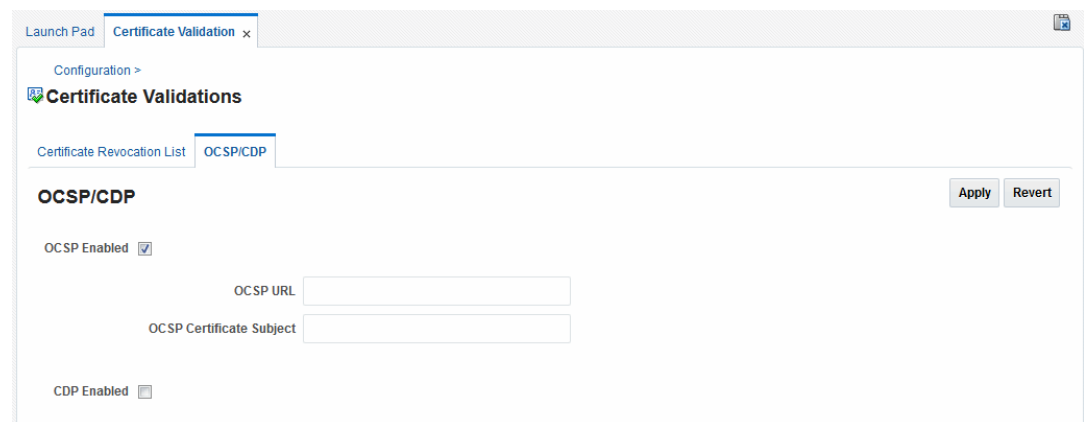 Launch Pad Certificate Validation ×
Configuration >
Certificate Validations
Certificate Revocation List OCSP/CDP
OCSP/CDP Apply Revert
OCSP Enabled
OCSP URL
OCSP Certificate Subject
CDP Enabled